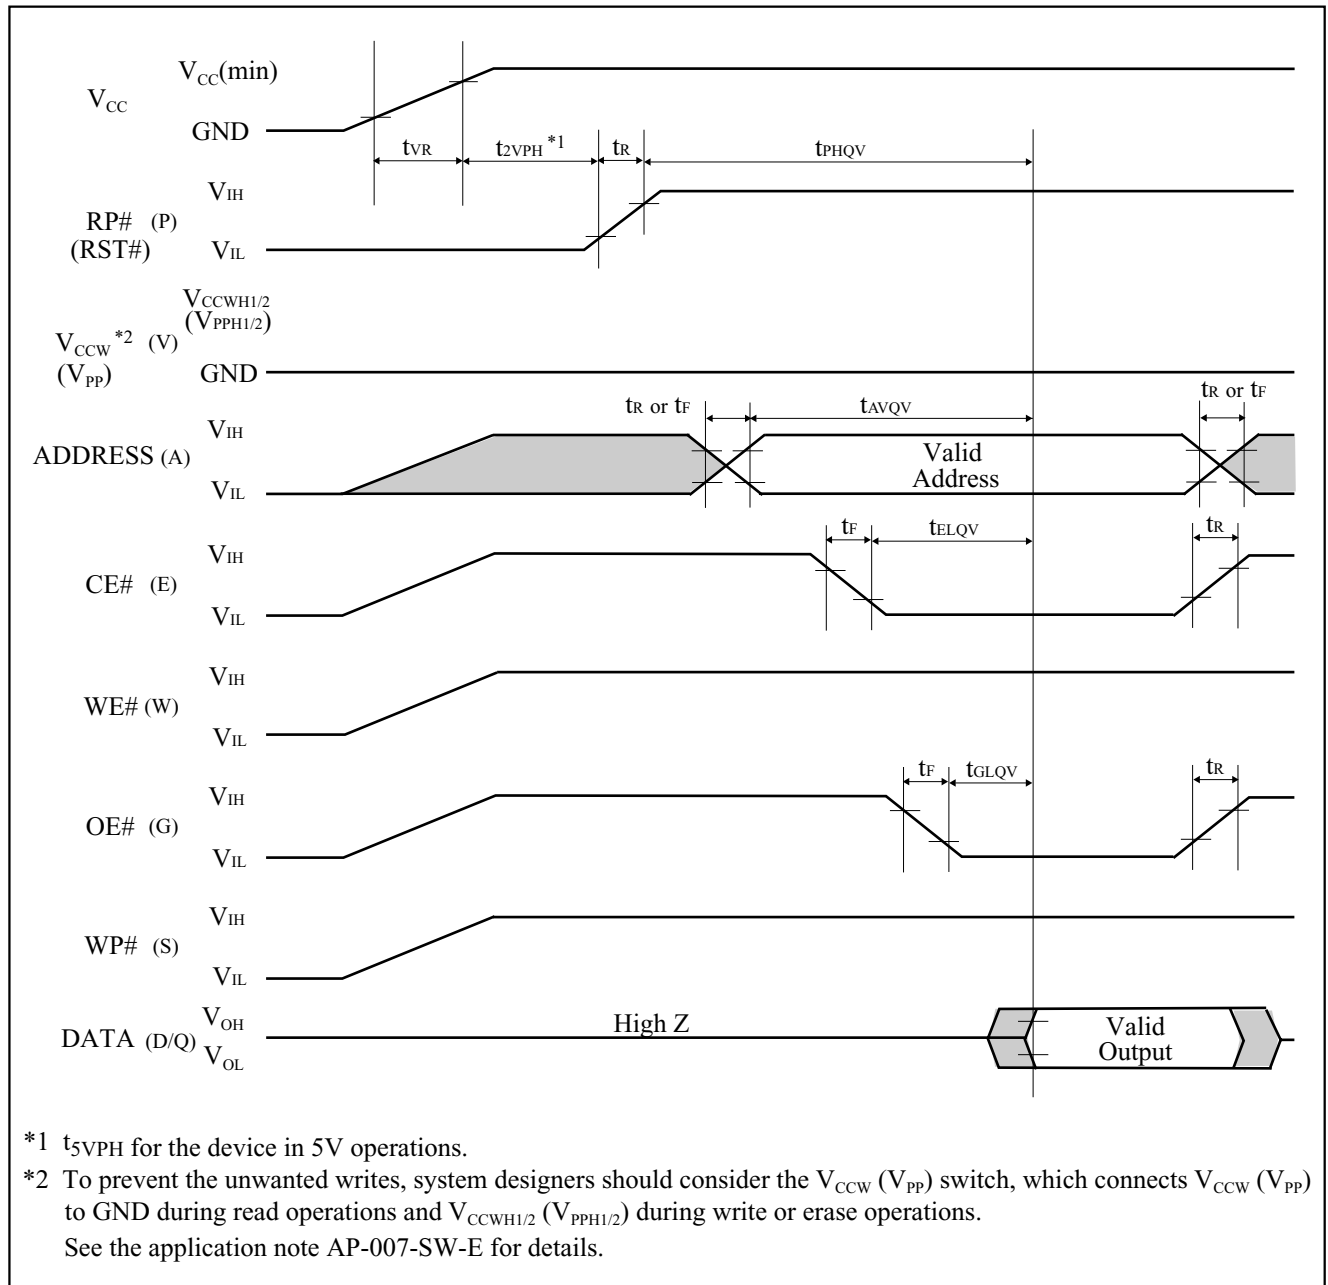 VCC(min)
VCC
GND
tVR
t2VPH *1
tR
tPHQV
VIH
RP# (P)
(RST#)
VIL
VCCWH1/2
(VPPH1/2)
VCCW *2 (V)
(VPP)
GND
tR or tF
tAVQV
tR or tF
VIH
ADDRESS (A)
Valid
Address
VIL
tF
tELQV
tR
VIH
CE# (E)
VIL
VIH
WE# (W)
VIL
tF
tGLQV
tR
VIH
OE# (G)
VIL
VIH
WP# (S)
VIL
VOH
DATA (D/Q)
VOL
High Z
Valid
Output
*1 t5VPH for the device in 5V operations.
*2 To prevent the unwanted writes, system designers should consider the VCCW (VPP) switch, which connects VCCW (VPP)
to GND during read operations and VCCWH1/2 (VPPH1/2) during write or erase operations.
See the application note AP-007-SW-E for details.